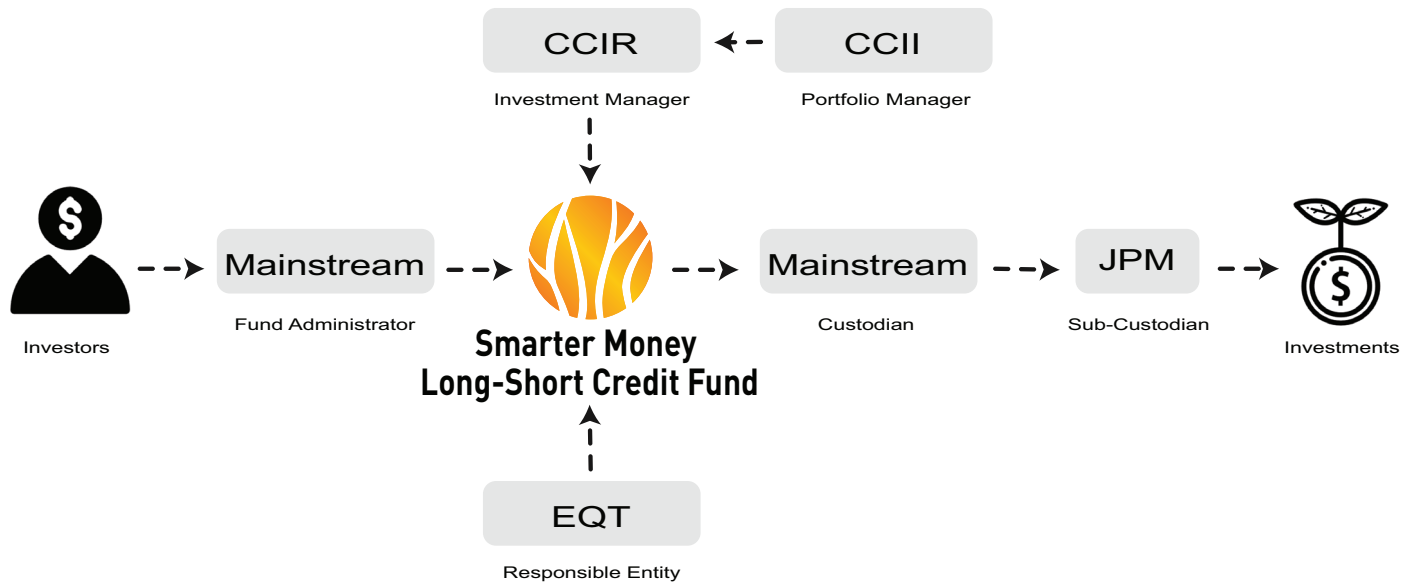 CCIR
CCII
Investment Manager
Portfolio Manager
$
Mainstream
Mainstream
JPM
$
Fund Administrator
Custodian
Sub-Custodian
Investors
Smarter Money
Long-Short Credit Fund
Investments
EQT
Responsible Entity